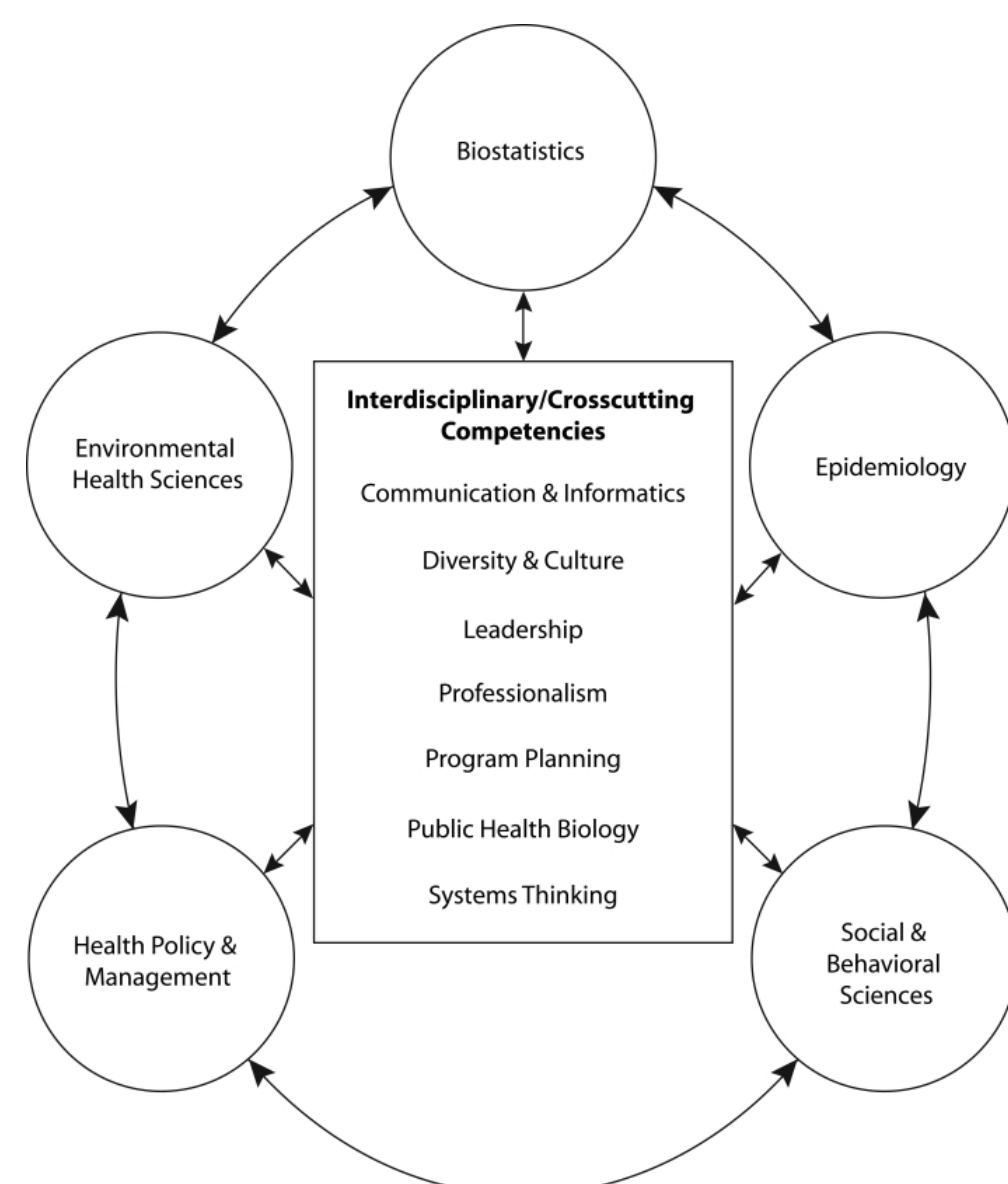 Biostatistics
Environmental
Health Sciences
Interdisciplinary/Crosscutting
Competencies
Communication & Informatics
Diversity & Culture
Leadership
Professionalism
Program Planning
Public Health Biology
Systems Thinking
Epidemiology
Health Policy &
Management
Social &
Behavioral
Sciences